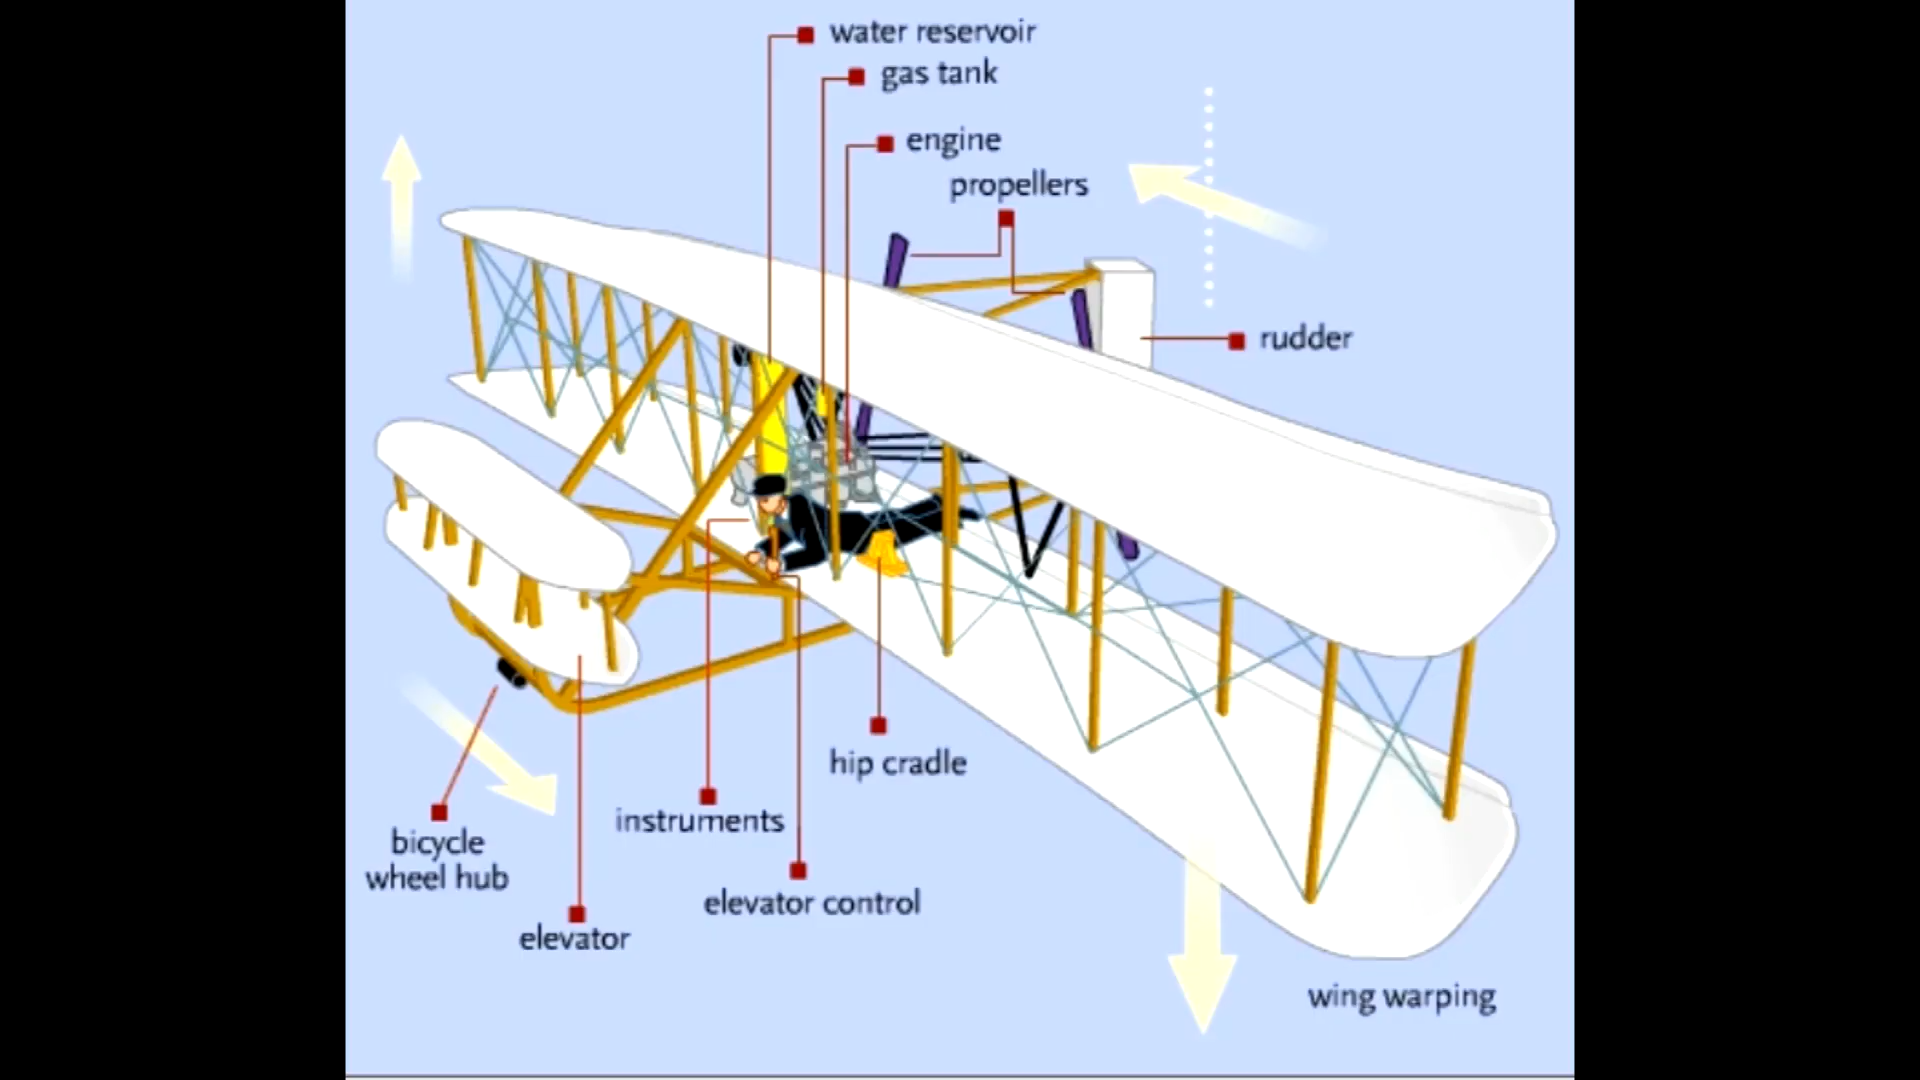 water reservoir
gas tank
engine
propellers
rudder
hip cradle
instruments
bicycle
wheel hub
elevator control
elevator
wing warping